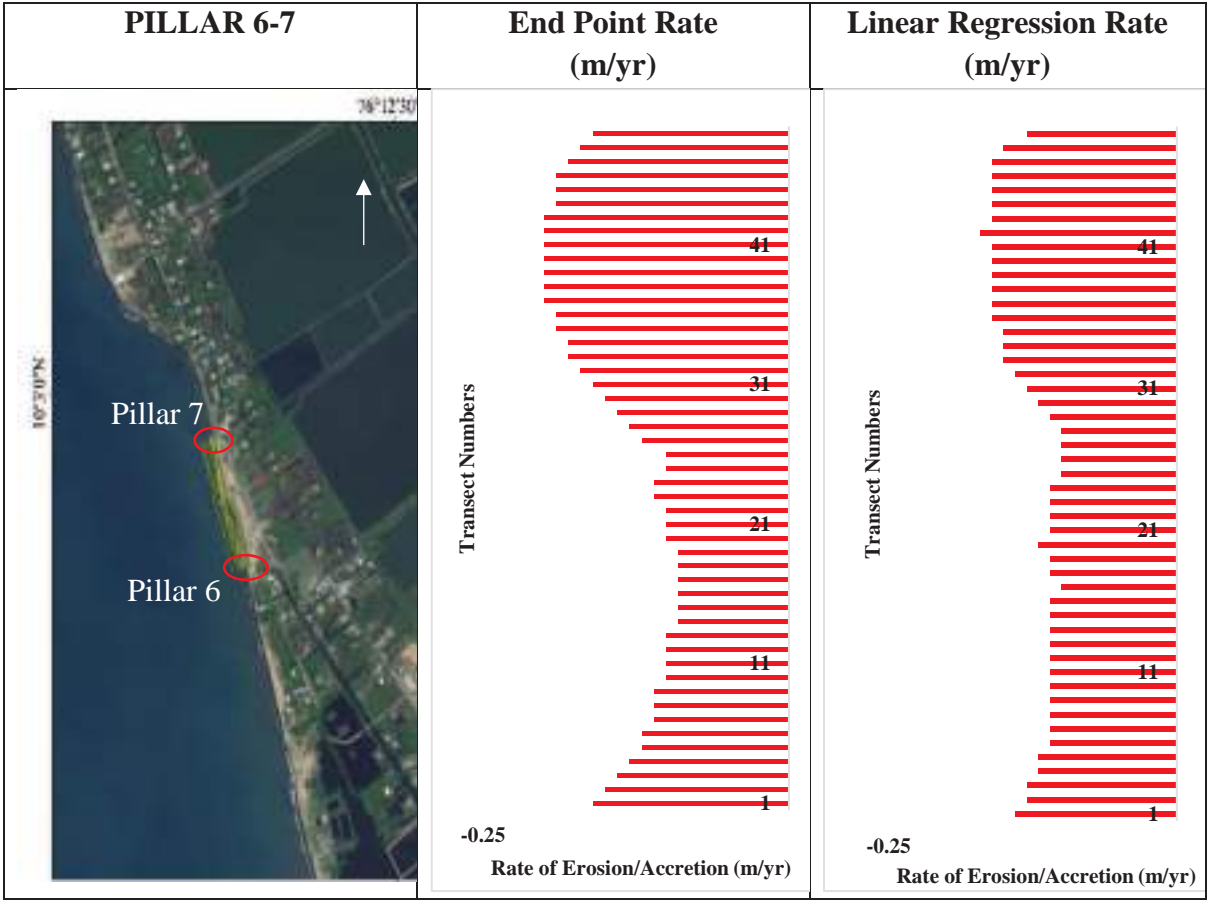 PILLAR 6-7
End Point Rate
(m/yr)
Linear Regression Rate
(m/yr)
76°12'30"
10°3'0"N
Pillar 7
Pillar 6
Transect Numbers
41
31
21
11
1
-0.25
Rate of Erosion/Accretion (m/yr)
Transect Numbers
41
31
21
11
1
-0.25
Rate of Erosion/Accretion (m/yr)